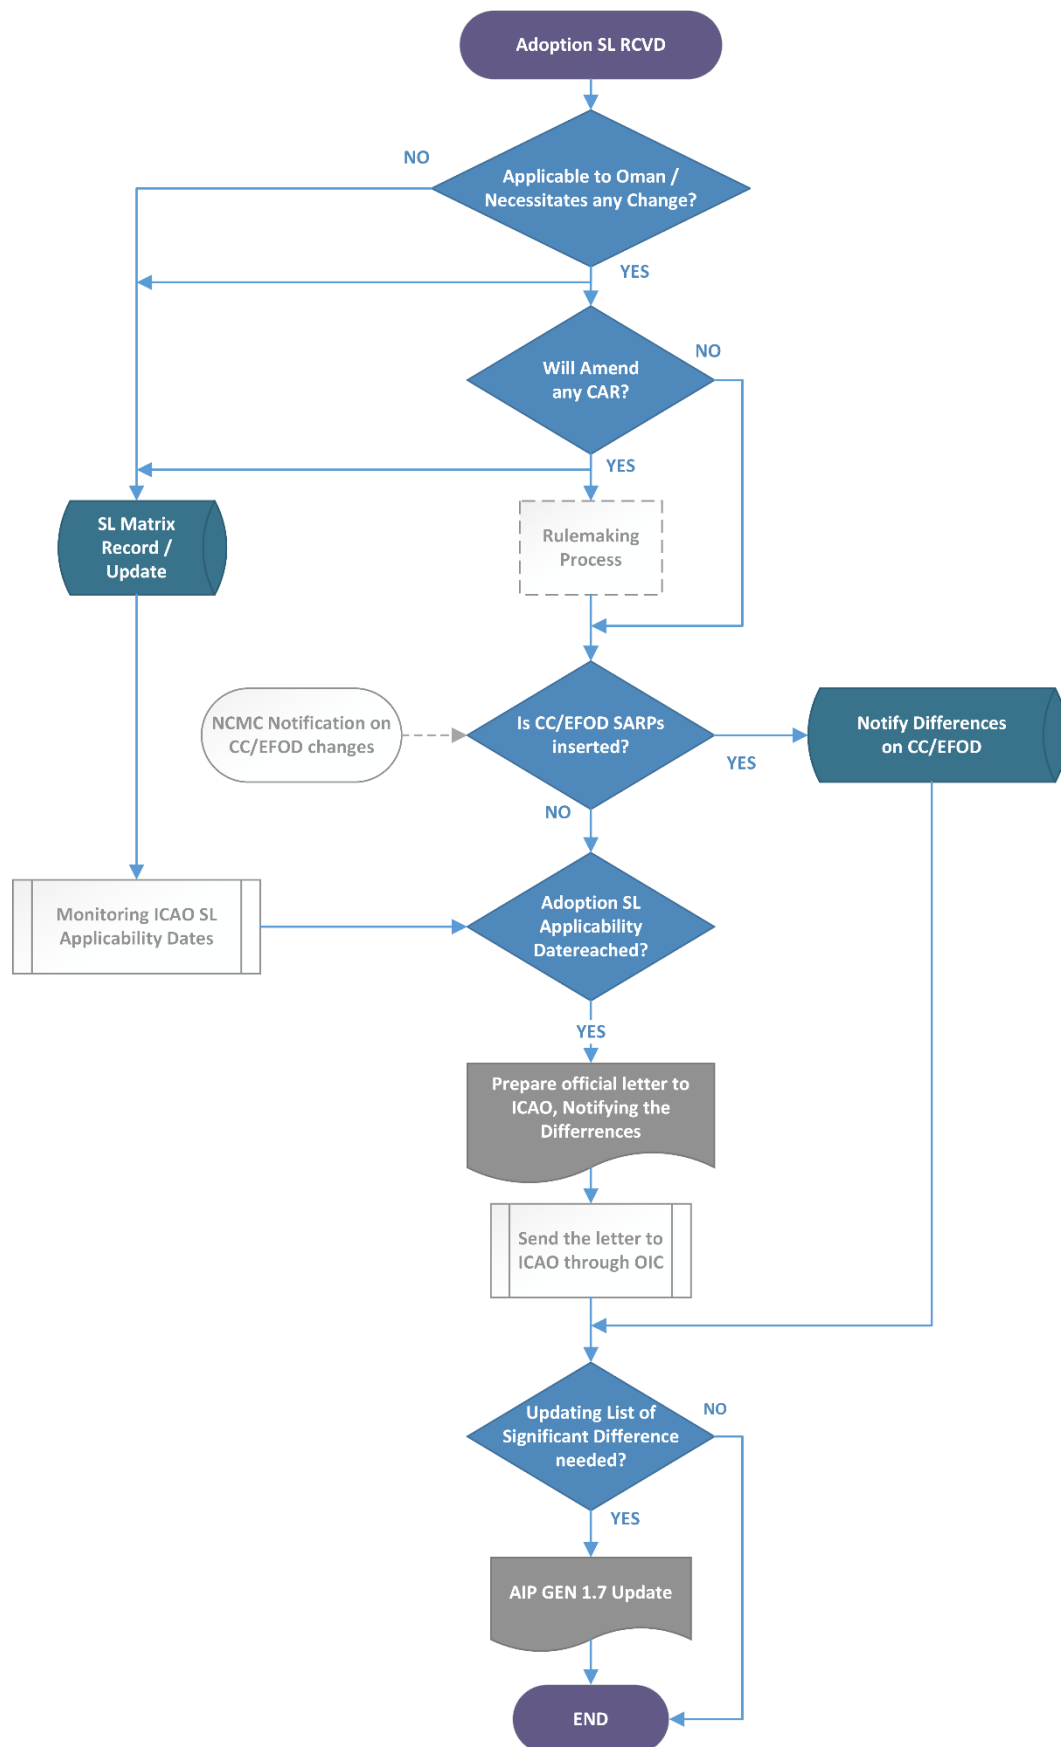 Adoption SL RCVD
NO
Applicable to Oman /
Necessitates any Change?
YES
Will Amend
any CAR?
NO
YES
SL Matrix
Record /
Update
Rulemaking
Process
NCMC Notification on
CC/EFOD changes
Is CC/EFOD SARPs
inserted?
YES
Notify Differences
on CC/EFOD
NO
Monitoring ICAO SL
Applicability Dates
Adoption SL
Applicability
Datereached?
YES
Prepare official letter to
ICAO, Notifying the
Differrences
Send the letter to
ICAO through OIC
Updating List of
Significant Difference
needed?
NO
YES
AIP GEN 1.7 Update
END